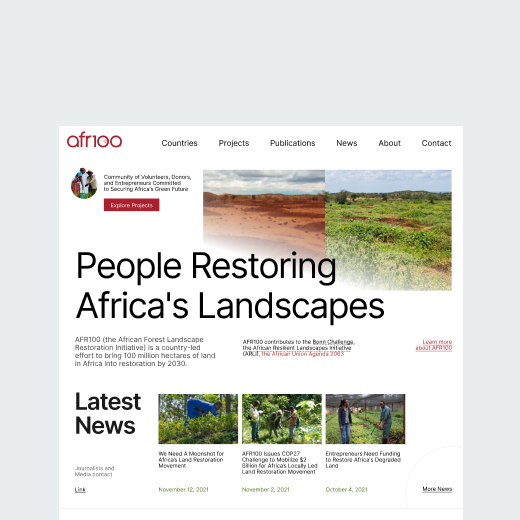 afr100
Countries
Projects
Publications
News
About
Contact
Community of Volunteers, Donors,
and Entrepreneurs Committed
to Securing Africa's Green Future
Explore Projects
People Restoring
Africa's Landscapes
AFR100 (the African Forest Landscape
Restoration Initiative) is a country-led
effort to bring 100 million hectares of land
in Africa into restoration by 2030.
AFR100 contributes to the Bonn Challenge,
the African Resilient Landscapes Initiative
(ARLI), the African Union Agenda 2063
Learn more
about AFR100
Latest
News
Journalists and
Media contact
Link
We Need A Moonshot for
Africa's Land Restoration
Movement
November 12, 2021
AFR100 Issues COP27
Challenge to Mobilize $2
Billion for Africa's Locally Led
Land Restoration Movement
November 2, 2021
Entrepreneurs Need Funding
to Restore Africa's Degraded
Land
October 4, 2021
More News